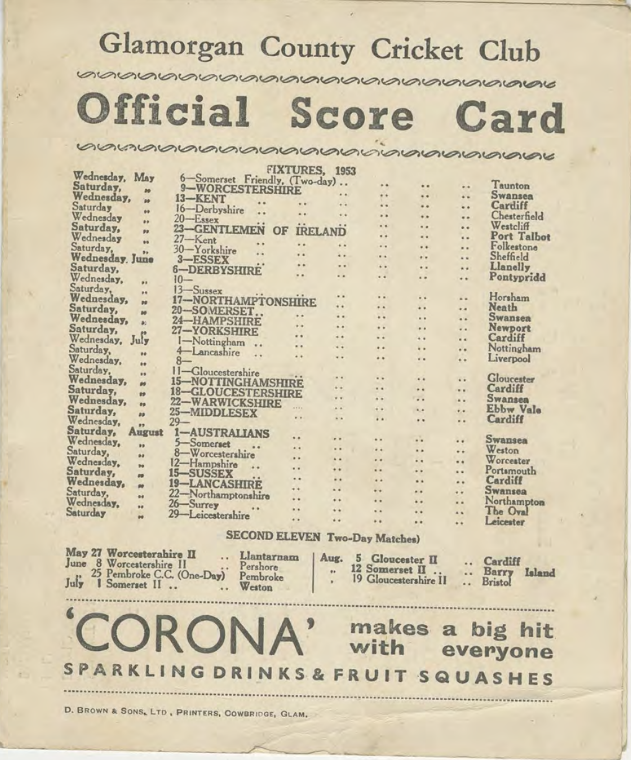 Glamorgan County Cricket Club
Official Score Card
FIXTURES, 1953
Wednesday, May 6—Somerset Friendly, (Two-day) .. .. .. .. Taunton
Saturday, „ 9—WORCESTERSHIRE .. .. .. Swansea
Wednesday, „ 13—KENT .. .. .. .. .. Cardiff
Saturday „ 16—Derbyshire .. .. .. .. .. Chesterfield
Wednesday „ 20—Essex .. .. .. .. .. Westcliff
Saturday, „ 23—GENTLEMEN OF IRELAND .. .. .. Port Talbot
Wednesday „ 27—Kent .. .. .. .. .. Folkestone
Saturday, „ 30—Yorkshire .. .. .. .. .. Sheffield
Wednesday, June 3—ESSEX .. .. .. .. .. Llanelly
Saturday, „ 6—DERBYSHIRE .. .. .. .. Pontypridd
Wednesday, „ 10—
Saturday, „ 13—Sussex .. .. .. .. .. Horsham
Wednesday, „ 17—NORTHAMPTONSHIRE .. .. .. .. Neath
Saturday, „ 20—SOMERSET.. .. .. .. .. Swansea
Wednesday, „ 24—HAMPSHIRE .. .. .. .. Newport
Saturday, „ 27—YORKSHIRE .. .. .. .. Cardiff
Wednesday, July 1—Nottingham .. .. .. .. .. Nottingham
Saturday, „ 4—Lancashire .. .. .. .. .. Liverpool
Wednesday, „ 8—
Saturday, „ 11—Gloucestershire .. .. .. .. Gloucester
Wednesday, „ 15—NOTTINGHAMSHIRE .. .. .. .. Cardiff
Saturday, „ 18—GLOUCESTERSHIRE .. .. .. .. Swansea
Wednesday, „ 22—WARWICKSHIRE .. .. .. .. Ebbw Vale
Saturday, „ 25—MIDDLESEX .. .. .. .. Cardiff
Wednesday, „ 29—
Saturday, August 1—AUSTRALIANS .. .. .. .. Swansea
Wednesday, „ 5—Somerset .. .. .. .. Weston
Saturday, „ 8—Worcestershire .. .. .. .. Worcester
Wednesday, „ 12—Hampshire .. .. .. .. .. Portsmouth
Saturday, „ 15—SUSSEX .. .. .. .. Cardiff
Wednesday, „ 19—LANCASHIRE .. .. .. .. Swansea
Saturday, „ 22—Northamptonshire .. .. .. .. Northampton
Wednesday, „ 26—Surrey .. .. .. .. .. The Oval
Saturday „ 29—Leicestershire .. .. .. .. Leicester
SECOND ELEVEN Two-Day Matches)
May 27 Worcestershire II .. Llantarnam
June 8 Worcestershire II .. Pershore
„ 25 Pembroke C.C. (One-Day) Pembroke
July 1 Somerset II .. .. Weston
Aug. 5 Gloucester II .. Cardiff
„ 12 Somerset II .. .. Barry Island
„ 19 Gloucestershire II .. Bristol
'CORONA' makes a big hit
with everyone
SPARKLING DRINKS & FRUIT SQUASHES
D. BROWN & SONS, LTD., PRINTERS, COWBRIDGE, GLAM.